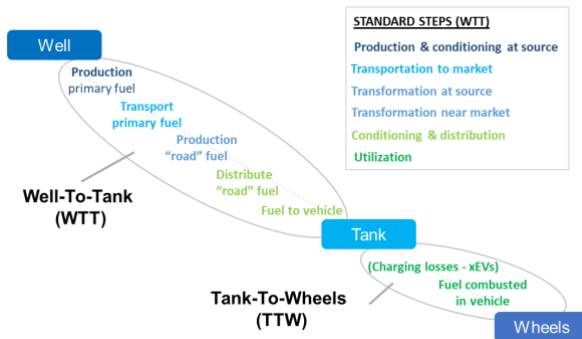 Well
Production
primary fuel
Transport
primary fuel
Production
“road” fuel
Distribute
“road” fuel
Fuel to vehicle
Well-To-Tank
(WTT)
Tank
(Charging losses - xEVs)
Fuel combusted
in vehicle
Tank-To-Wheels
(TTW)
Wheels
STANDARD STEPS (WTT)
Production & conditioning at source
Transportation to market
Transformation at source
Transformation near market
Conditioning & distribution
Utilization